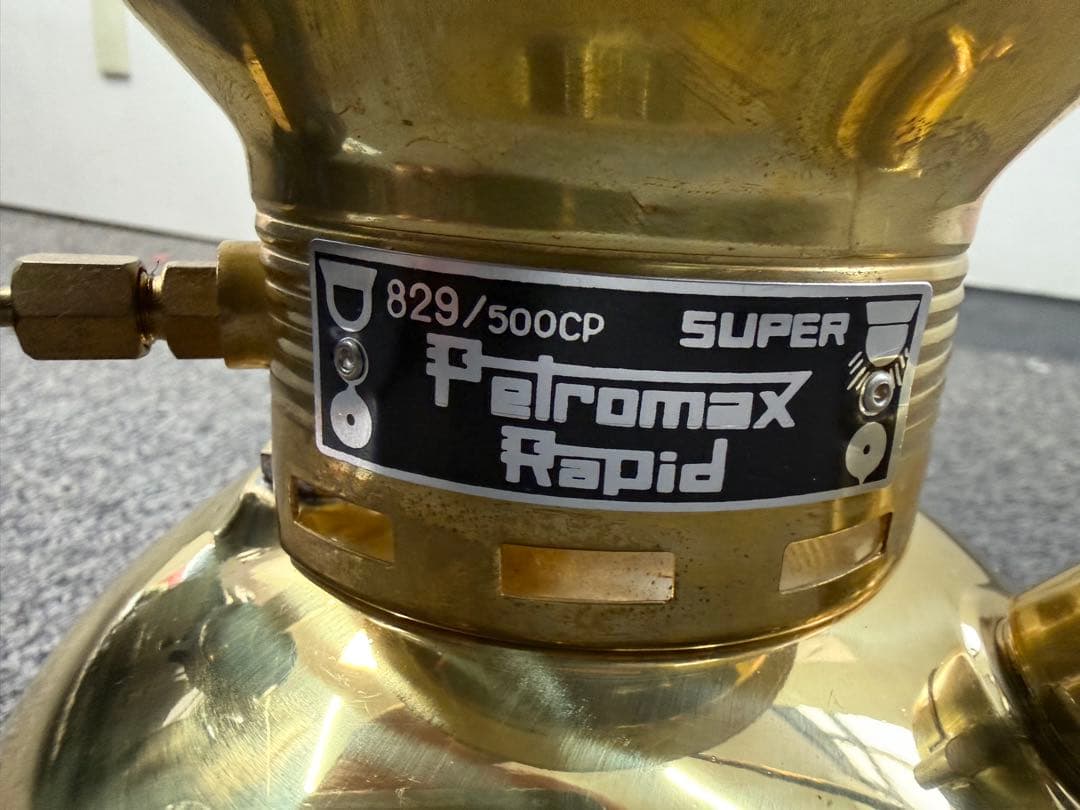 829/500CP SUPER
Petromax
Rapid